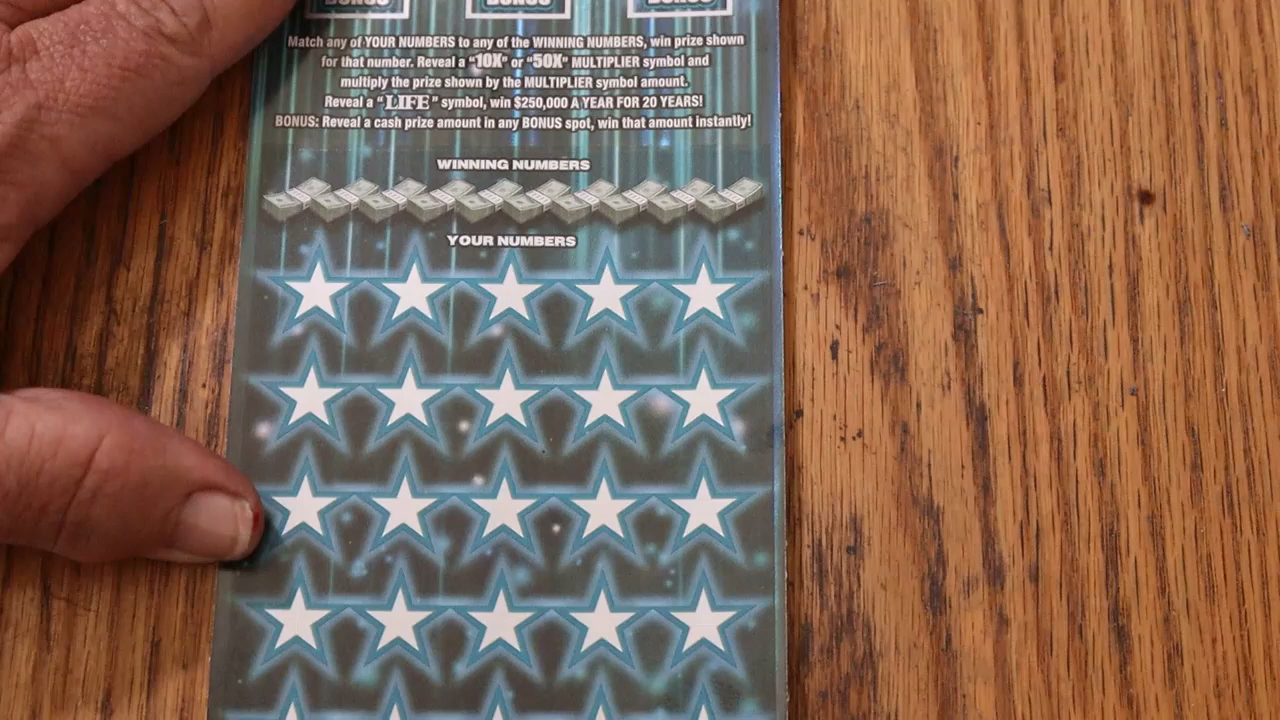 BONUS BONUS BONUS
Match any of YOUR NUMBERS to any of the WINNING NUMBERS, win prize shown
for that number. Reveal a "10X" or "50X" MULTIPLIER symbol and
multiply the prize shown by the MULTIPLIER symbol amount.
Reveal a "LIFE" symbol, win $250,000 A YEAR FOR 20 YEARS!
BONUS: Reveal a cash prize amount in any BONUS spot, win that amount instantly!
WINNING NUMBERS
YOUR NUMBERS